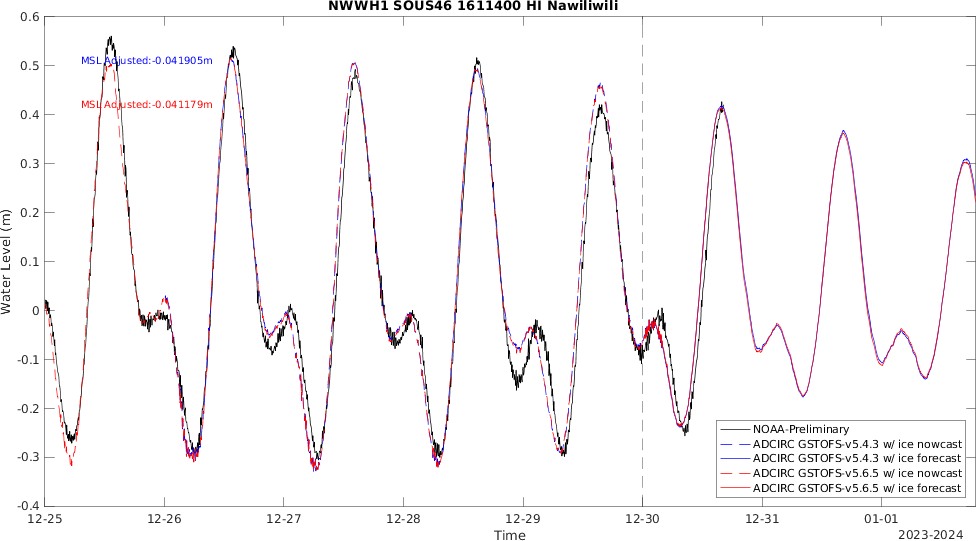 NWWH1 SOUS46 1611400 HI Nawiliwili
0.6
0.5
0.4
0.3
0.2
0.1
0
-0.1
-0.2
-0.3
-0.4
Water Level (m)
MSL Adjusted:-0.041905m
MSL Adjusted:-0.041179m
NOAA-Preliminary
ADCIRC GSTOFS-v5.4.3 w/ ice nowcast
ADCIRC GSTOFS-v5.4.3 w/ ice forecast
ADCIRC GSTOFS-v5.6.5 w/ ice nowcast
ADCIRC GSTOFS-v5.6.5 w/ ice forecast
12-25 12-26 12-27 12-28 12-29 12-30 12-31 01-01
Time
2023-2024